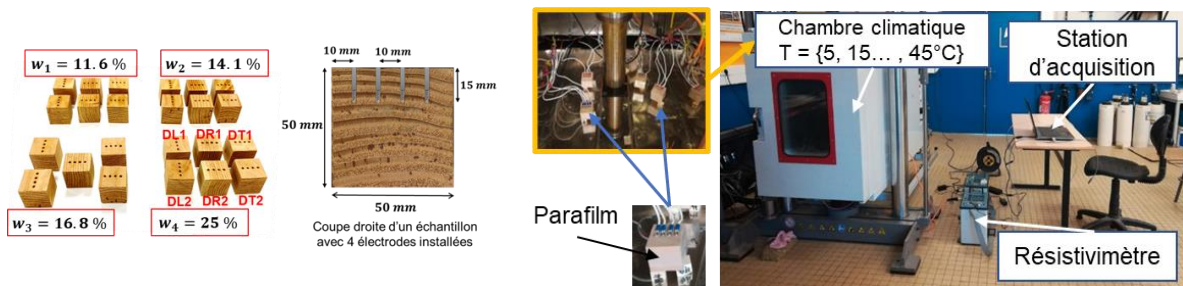 w₁ = 11.6 %
w₂ = 14.1 %
DL1 DR1 DT1
DL2 DR2 DT2
w₃ = 16.8 %
w₄ = 25 %
10 mm 10 mm
15 mm
50 mm
50 mm
Coupe droite d'un échantillon
avec 4 électrodes installées
Parafilm
Chambre climatique
T = {5, 15… , 45°C}
Station
d'acquisition
Résistivimètre